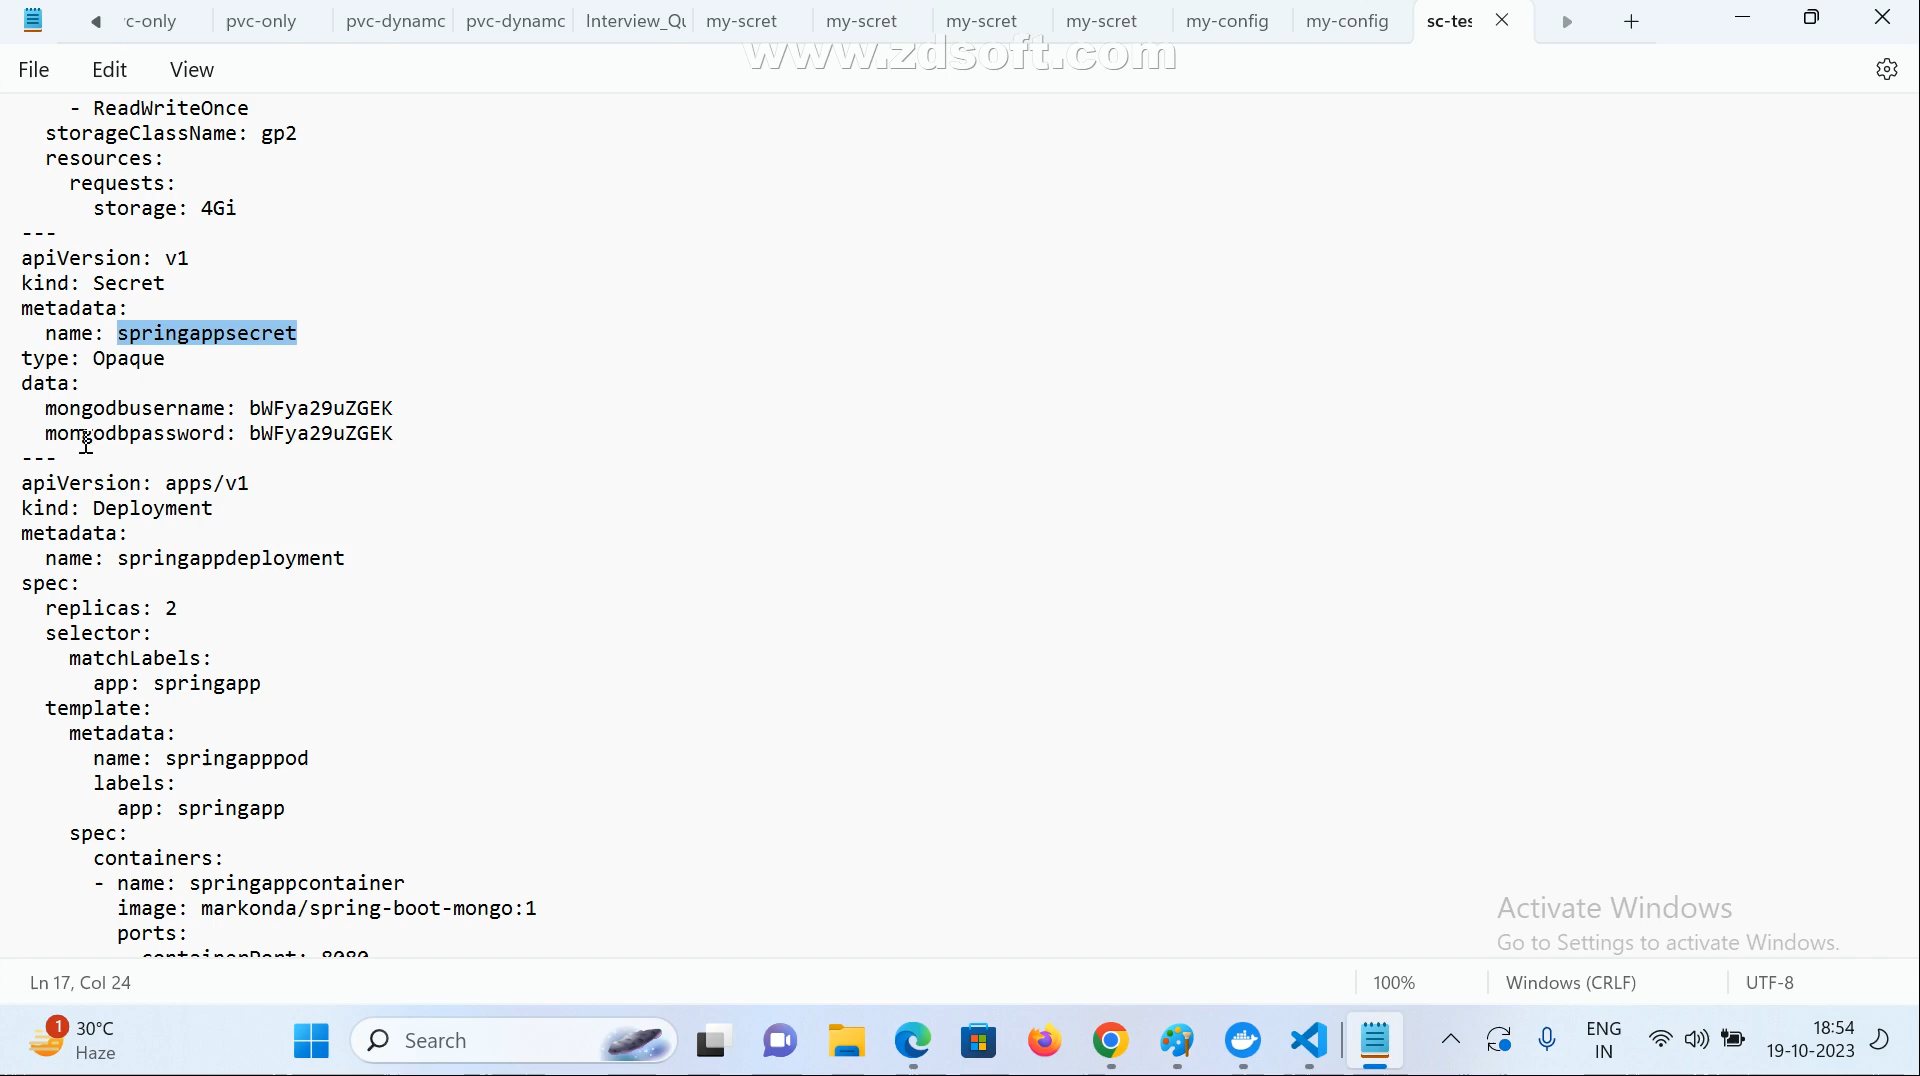 c-only
pvc-only
pvc-dynamc
pvc-dynamc
Interview_Qu
my-scret
my-scret
my-scret
my-scret
my-config
my-config
sc-tes
www.zdsoft.com
File Edit View
- ReadWriteOnce
storageClassName: gp2
resources:
requests:
storage: 4Gi
---
apiVersion: v1
kind: Secret
metadata:
name: springappsecret
type: Opaque
data:
mongodbusername: bWFya29uZGEK
mongodbpassword: bWFya29uZGEK
---
apiVersion: apps/v1
kind: Deployment
metadata:
name: springappdeployment
spec:
replicas: 2
selector:
matchLabels:
app: springapp
template:
metadata:
name: springapppod
labels:
app: springapp
spec:
containers:
- name: springappcontainer
image: markonda/spring-boot-mongo:1
ports:
containerPort: 8080
Activate Windows
Go to Settings to activate Windows.
Ln 17, Col 24
100%
Windows (CRLF)
UTF-8
1
30°C
Haze
Search
ENG
IN
18:54
19-10-2023